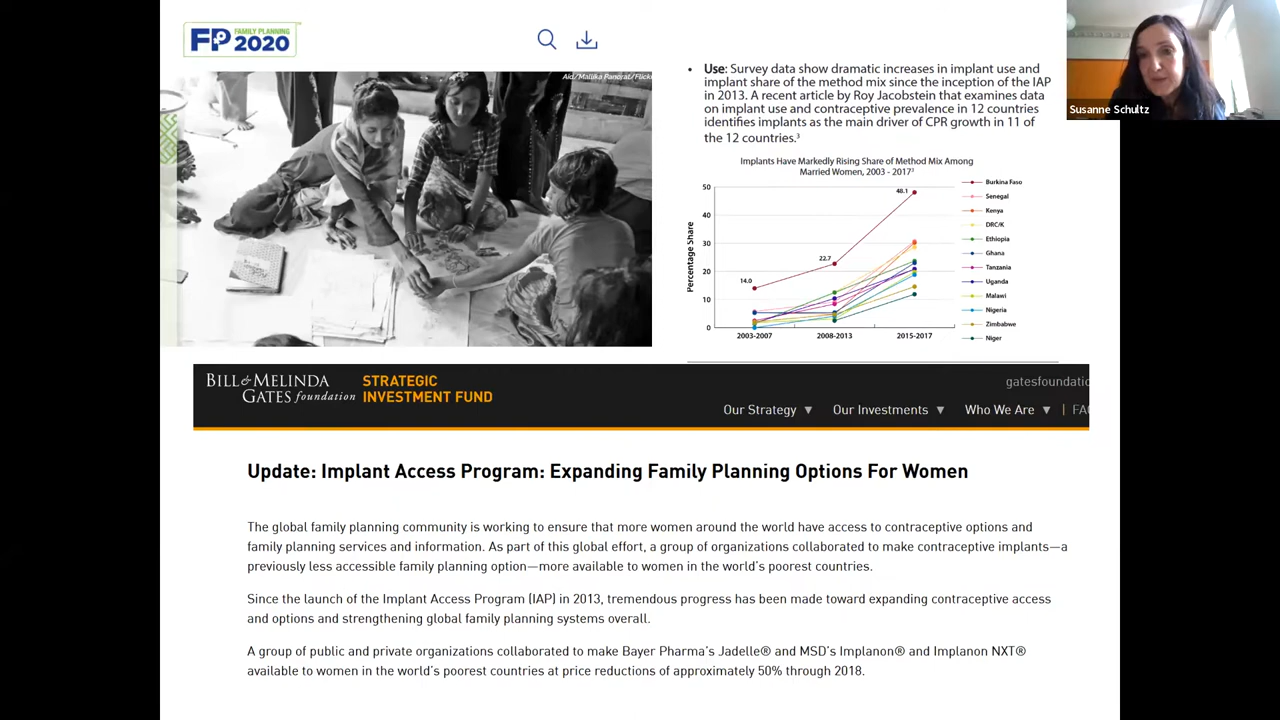 FP FAMILY PLANNING
2020
Aid/Mallika Panorat/Flickr
• Use: Survey data show dramatic increases in implant use and
implant share of the method mix since the inception of the IAP
in 2013. A recent article by Roy Jacobstein that examines data
on implant use and contraceptive prevalence in 12 countries
identifies implants as the main driver of CPR growth in 11 of
the 12 countries.³
Susanne Schultz
Implants Have Markedly Rising Share of Method Mix Among
Married Women, 2003 - 2017³
Percentage Share
50
40
30
20
10
0
14.0
22.7
48.1
2003-2007
2008-2013
2015-2017
Burkina Faso
Senegal
Kenya
DRC/K
Ethiopia
Ghana
Tanzania
Uganda
Malawi
Nigeria
Zimbabwe
Niger
BILL & MELINDA
GATES foundation
STRATEGIC
INVESTMENT FUND
gatesfoundatio
Our Strategy ▼ Our Investments ▼ Who We Are ▼ | FA
Update: Implant Access Program: Expanding Family Planning Options For Women
The global family planning community is working to ensure that more women around the world have access to contraceptive options and
family planning services and information. As part of this global effort, a group of organizations collaborated to make contraceptive implants—a
previously less accessible family planning option—more available to women in the world's poorest countries.
Since the launch of the Implant Access Program (IAP) in 2013, tremendous progress has been made toward expanding contraceptive access
and options and strengthening global family planning systems overall.
A group of public and private organizations collaborated to make Bayer Pharma's Jadelle® and MSD's Implanon® and Implanon NXT®
available to women in the world's poorest countries at price reductions of approximately 50% through 2018.